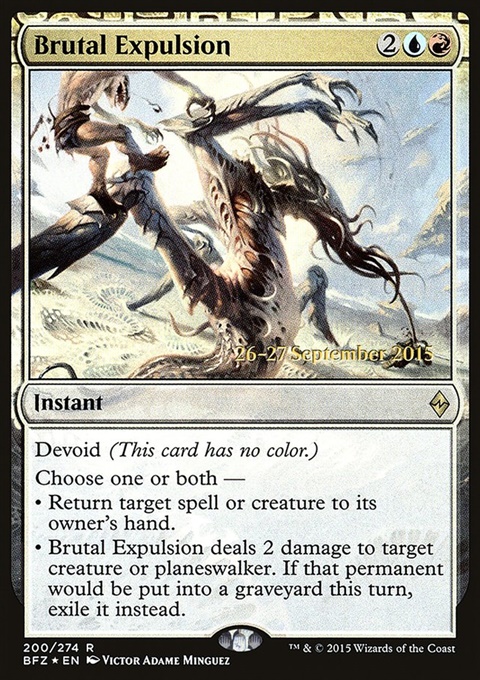 Brutal Expulsion
2
26-27 September 2015
Instant
Devoid (This card has no color.)
Choose one or both —
• Return target spell or creature to its
owner's hand.
• Brutal Expulsion deals 2 damage to target
creature or planeswalker. If that permanent
would be put into a graveyard this turn,
exile it instead.
200/274 R
BFZ ★ EN Victor Adame Minguez
™ & © 2015 Wizards of the Coast